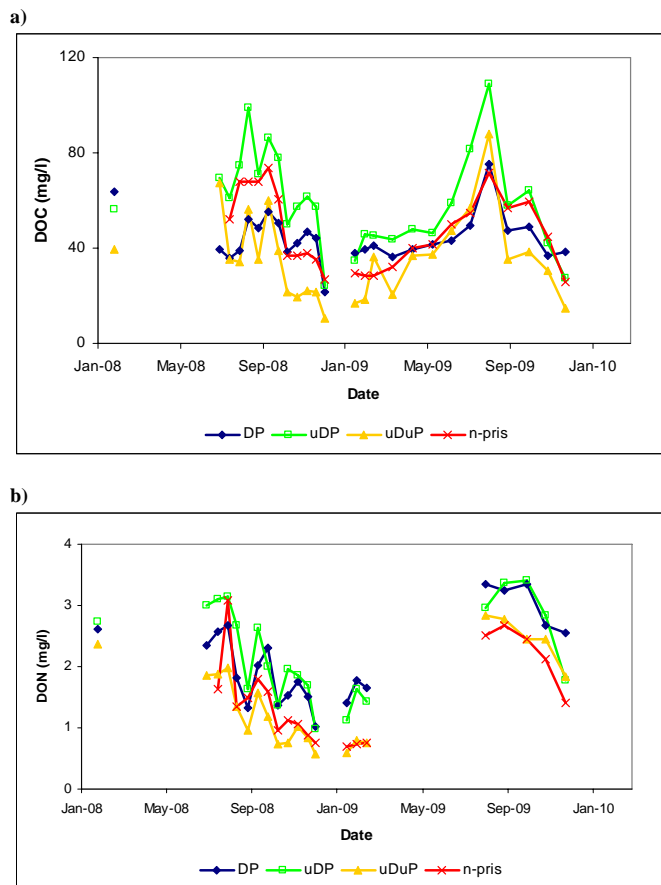 a)
120
80
40
0
DOC (mg/l)
Jan-08 May-08 Sep-08 Jan-09 May-09 Sep-09 Jan-10
Date
DP uDP uDuP n-pris
b)
4
3
2
1
0
DON (mg/l)
Jan-08 May-08 Sep-08 Jan-09 May-09 Sep-09 Jan-10
Date
DP uDP uDuP n-pris